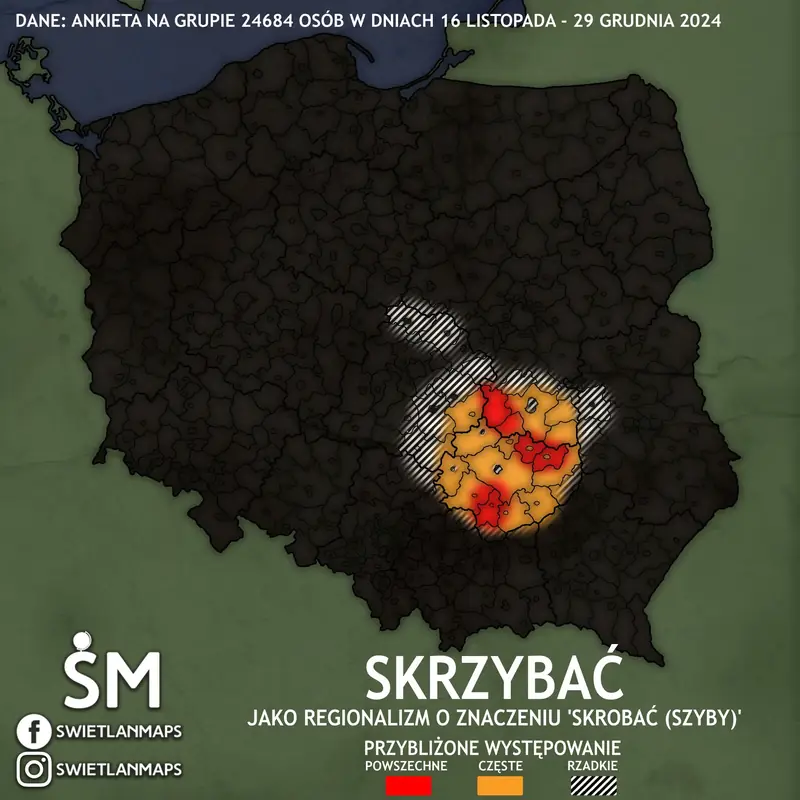 DANE: ANKIETA NA GRUPIE 24684 OSÓB W DNIACH 16 LISTOPADA - 29 GRUDNIA 2024
ŚM
SWIETLANMAPS
SWIETLANMAPS
SKRZYBAĆ
JAKO REGIONALIZM O ZNACZENIU 'SKROBAĆ (SZYBY)'
PRZYBLIŻONE WYSTĘPOWANIE
POWSZECHNE CZĘSTE RZADKIE